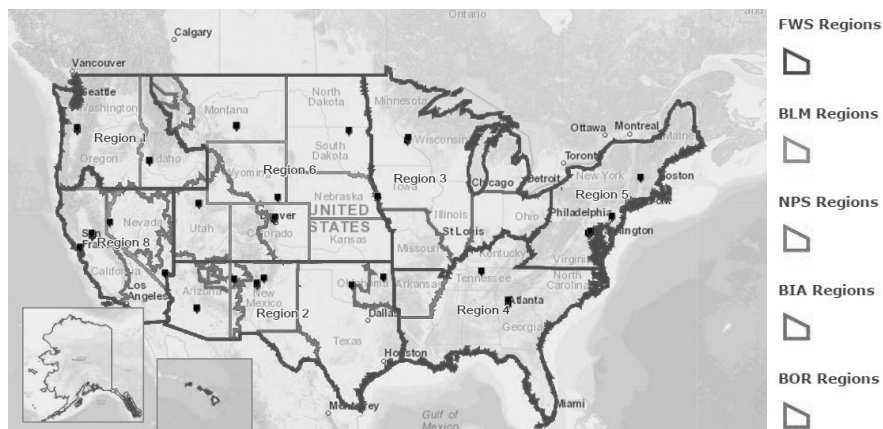 Ontario
FWS Regions
Calgary
Vancouver
Seattle
Washington
North
Dakota
Montana
Minnesota
Ottawa
Montreal
Maine
BLM Regions
Region 1
Oregon
Idaho
South
Dakota
Wisconsin
Toronto
Wyoming
Region 6
Region 3
Iowa
Chicago
Detroit
New York
Boston
Region 5
Nebraska
NPS Regions
UNITED
STATES
Nevada
Utah
Colorado
Illinois
Ohio
Philadelphia
Region 8
Kansas
Missouri
St Louis
Kentucky
Virginia
California
BIA Regions
Los
Angeles
Arizona
New
Mexico
Arkansas
Tennessee
North
Carolina
Region 2
Dallas
Region 4
Atlanta
Georgia
Texas
Houston
BOR Regions
Gulf of
Mexico
Miami